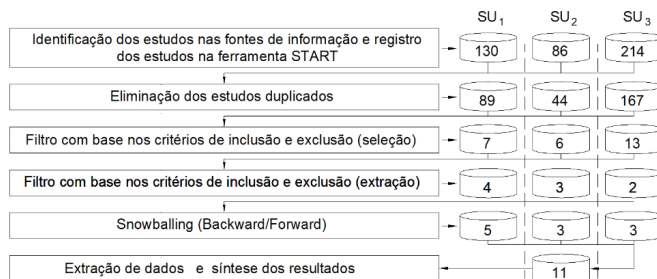 SU1 SU2 SU3
Identificação dos estudos nas fontes de informação e registro
dos estudos na ferramenta START
130 86 214
Eliminação dos estudos duplicados
89 44 167
Filtro com base nos critérios de inclusão e exclusão (seleção)
7 6 13
Filtro com base nos critérios de inclusão e exclusão (extração)
4 3 2
Snowballing (Backward/Forward)
5 3 3
Extração de dados e síntese dos resultados
11